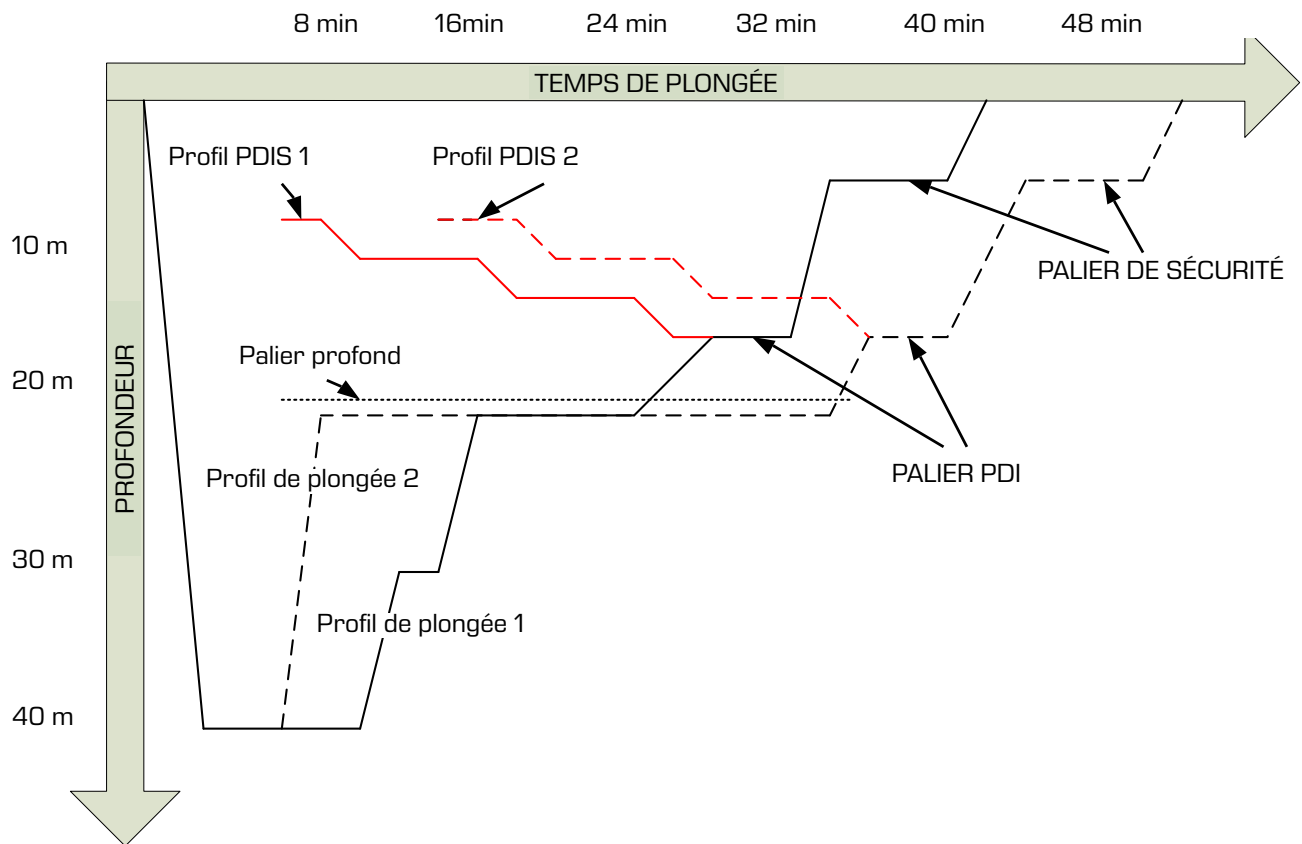 8 min 16min 24 min 32 min 40 min 48 min
TEMPS DE PLONGÉE
Profil PDIS 1
Profil PDIS 2
10 m
PALIER DE SÉCURITÉ
Palier profond
20 m
PROFONDEUR
Profil de plongée 2
PALIER PDI
30 m
Profil de plongée 1
40 m